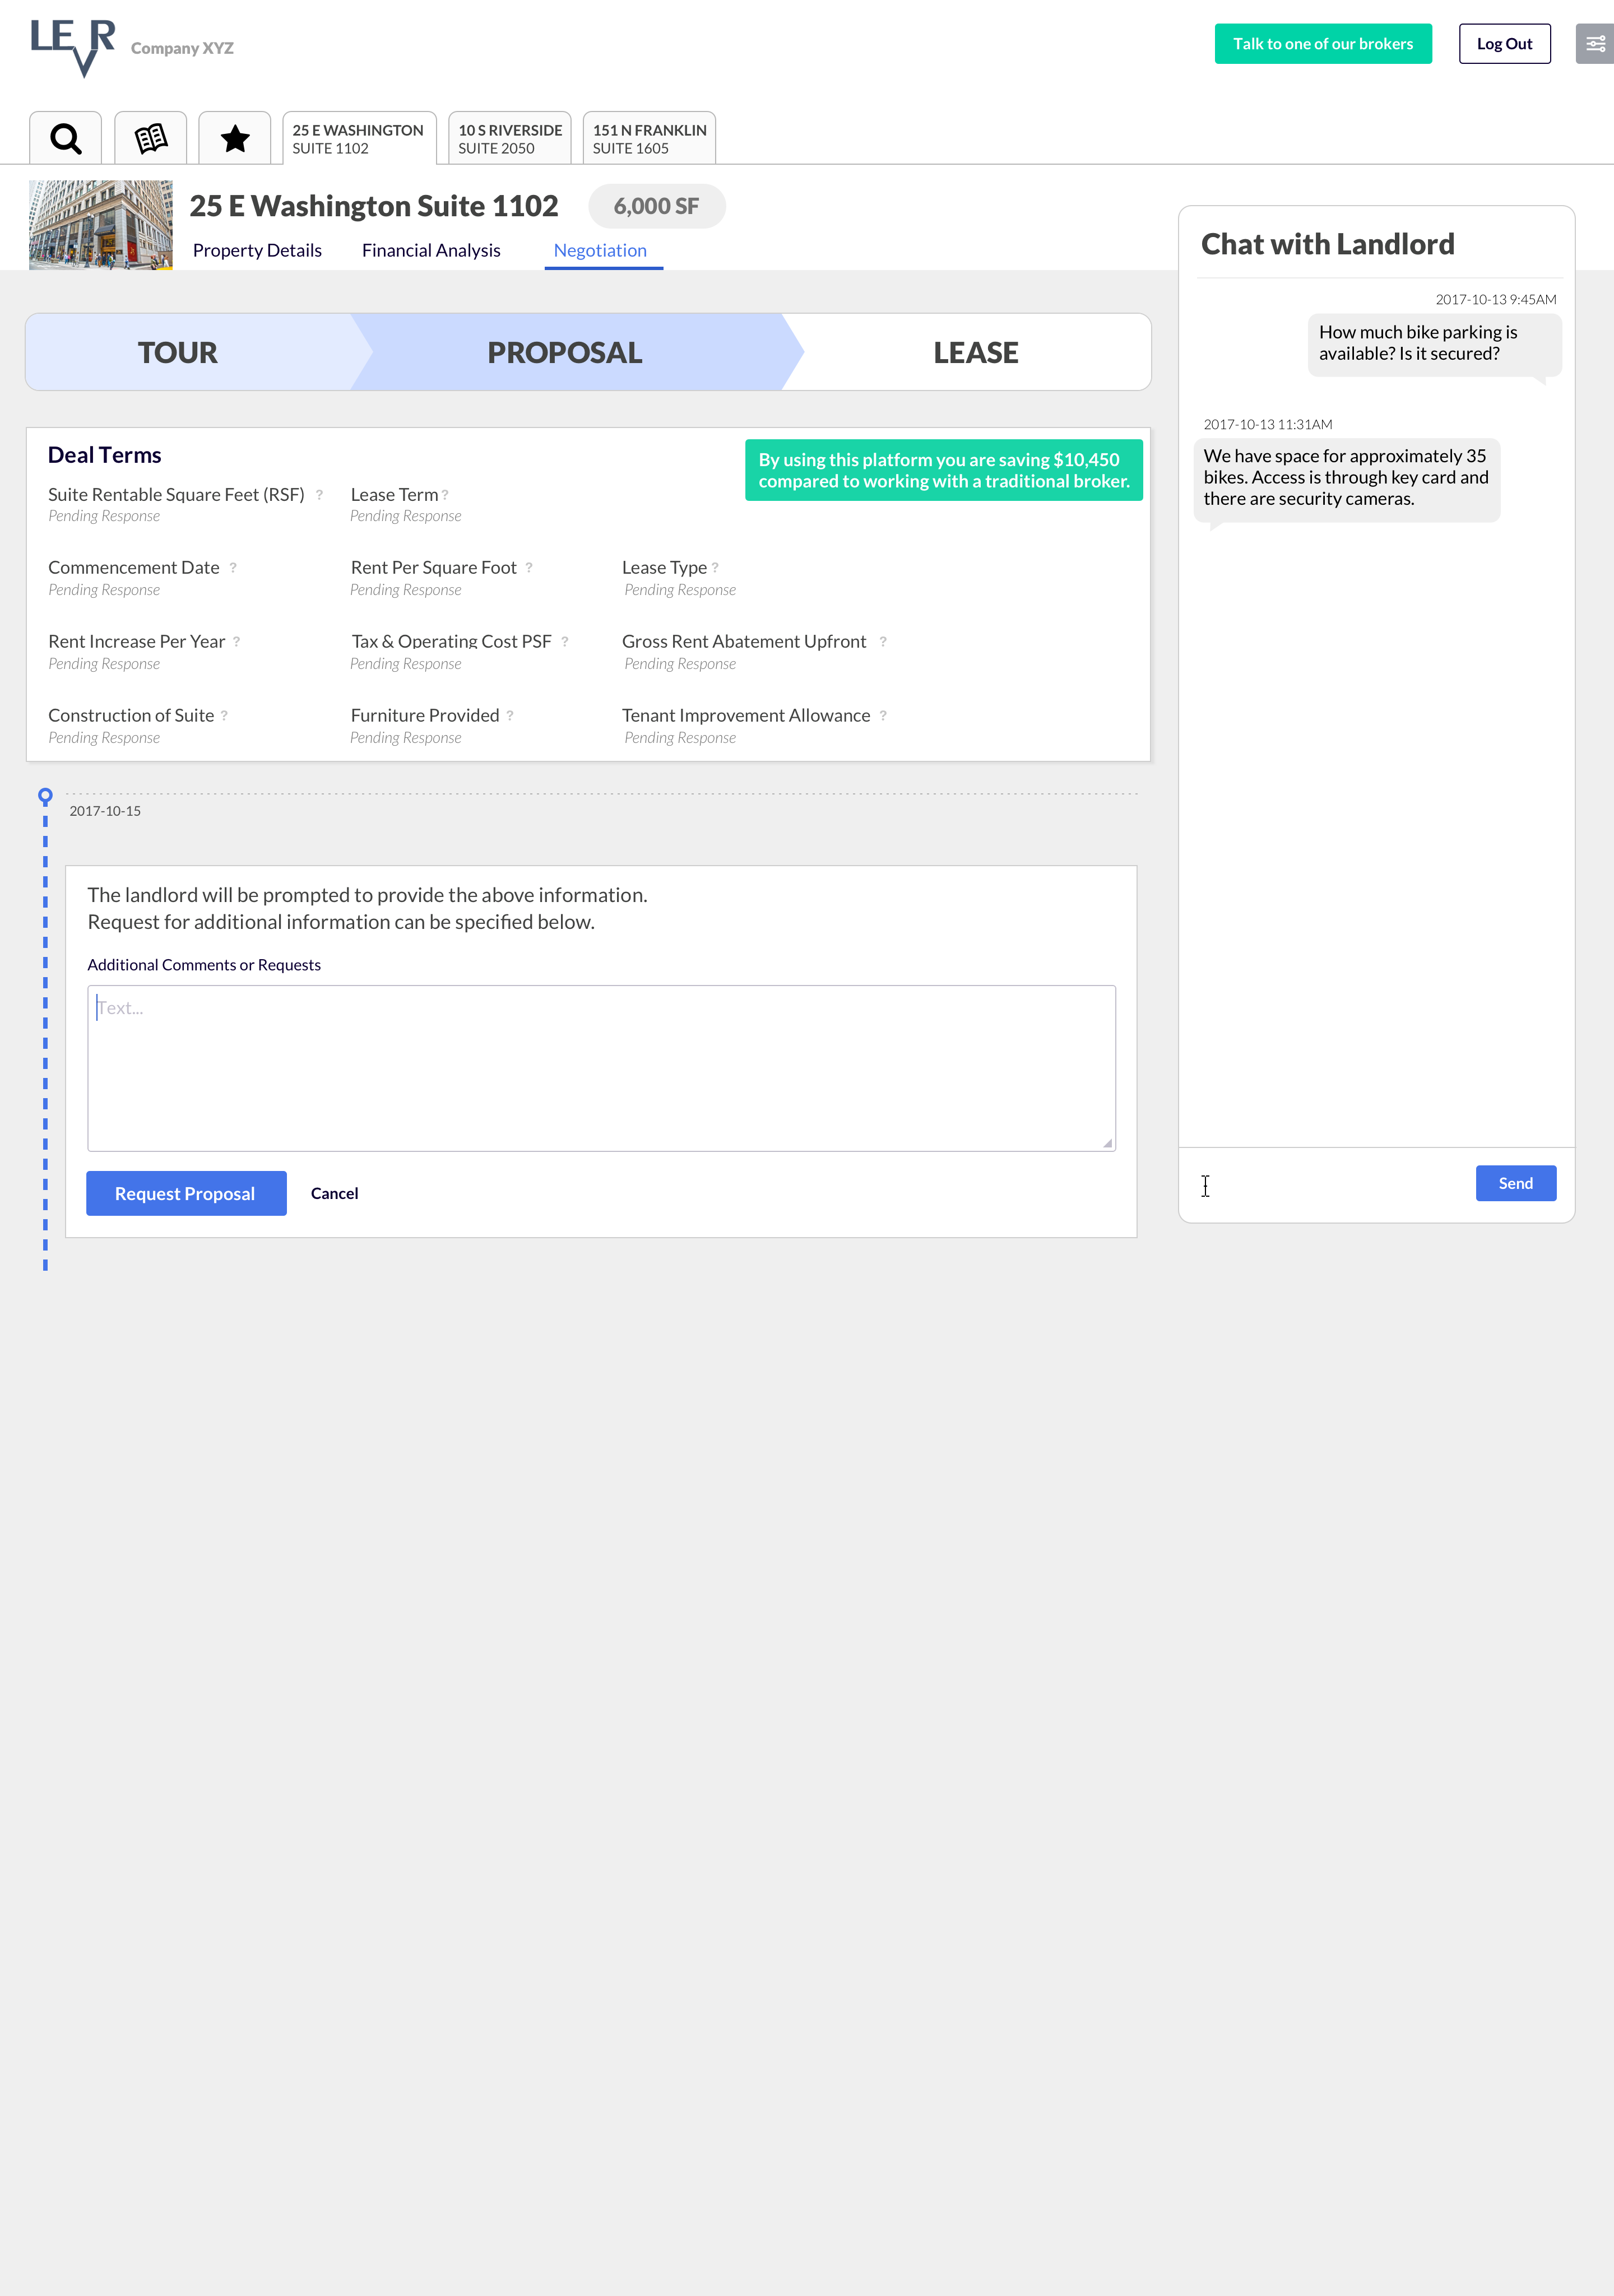 LEVR
Company XYZ
Talk to one of our brokers
Log Out
25 E WASHINGTON
SUITE 1102
10 S RIVERSIDE
SUITE 2050
151 N FRANKLIN
SUITE 1605
25 E Washington Suite 1102
6,000 SF
Property Details
Financial Analysis
Negotiation
TOUR
PROPOSAL
LEASE
Deal Terms
By using this platform you are saving $10,450
compared to working with a traditional broker.
Suite Rentable Square Feet (RSF) ?
Pending Response
Lease Term ?
Pending Response
Commencement Date ?
Pending Response
Rent Per Square Foot ?
Pending Response
Lease Type ?
Pending Response
Rent Increase Per Year ?
Pending Response
Tax & Operating Cost PSF ?
Pending Response
Gross Rent Abatement Upfront ?
Pending Response
Construction of Suite ?
Pending Response
Furniture Provided ?
Pending Response
Tenant Improvement Allowance ?
Pending Response
2017-10-15
The landlord will be prompted to provide the above information.
Request for additional information can be specified below.
Additional Comments or Requests
Text...
Request Proposal
Cancel
Chat with Landlord
2017-10-13 9:45AM
How much bike parking is
available? Is it secured?
2017-10-13 11:31AM
We have space for approximately 35
bikes. Access is through key card and
there are security cameras.
Send